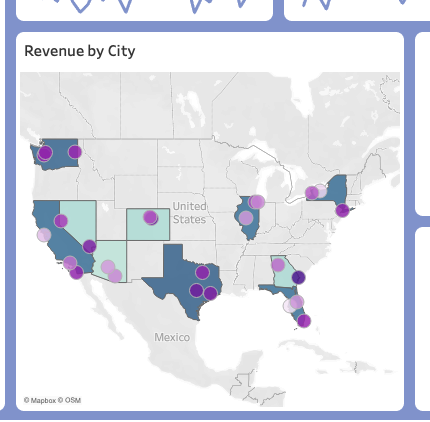 Revenue by City
United
States
Mexico
© Mapbox © OSM